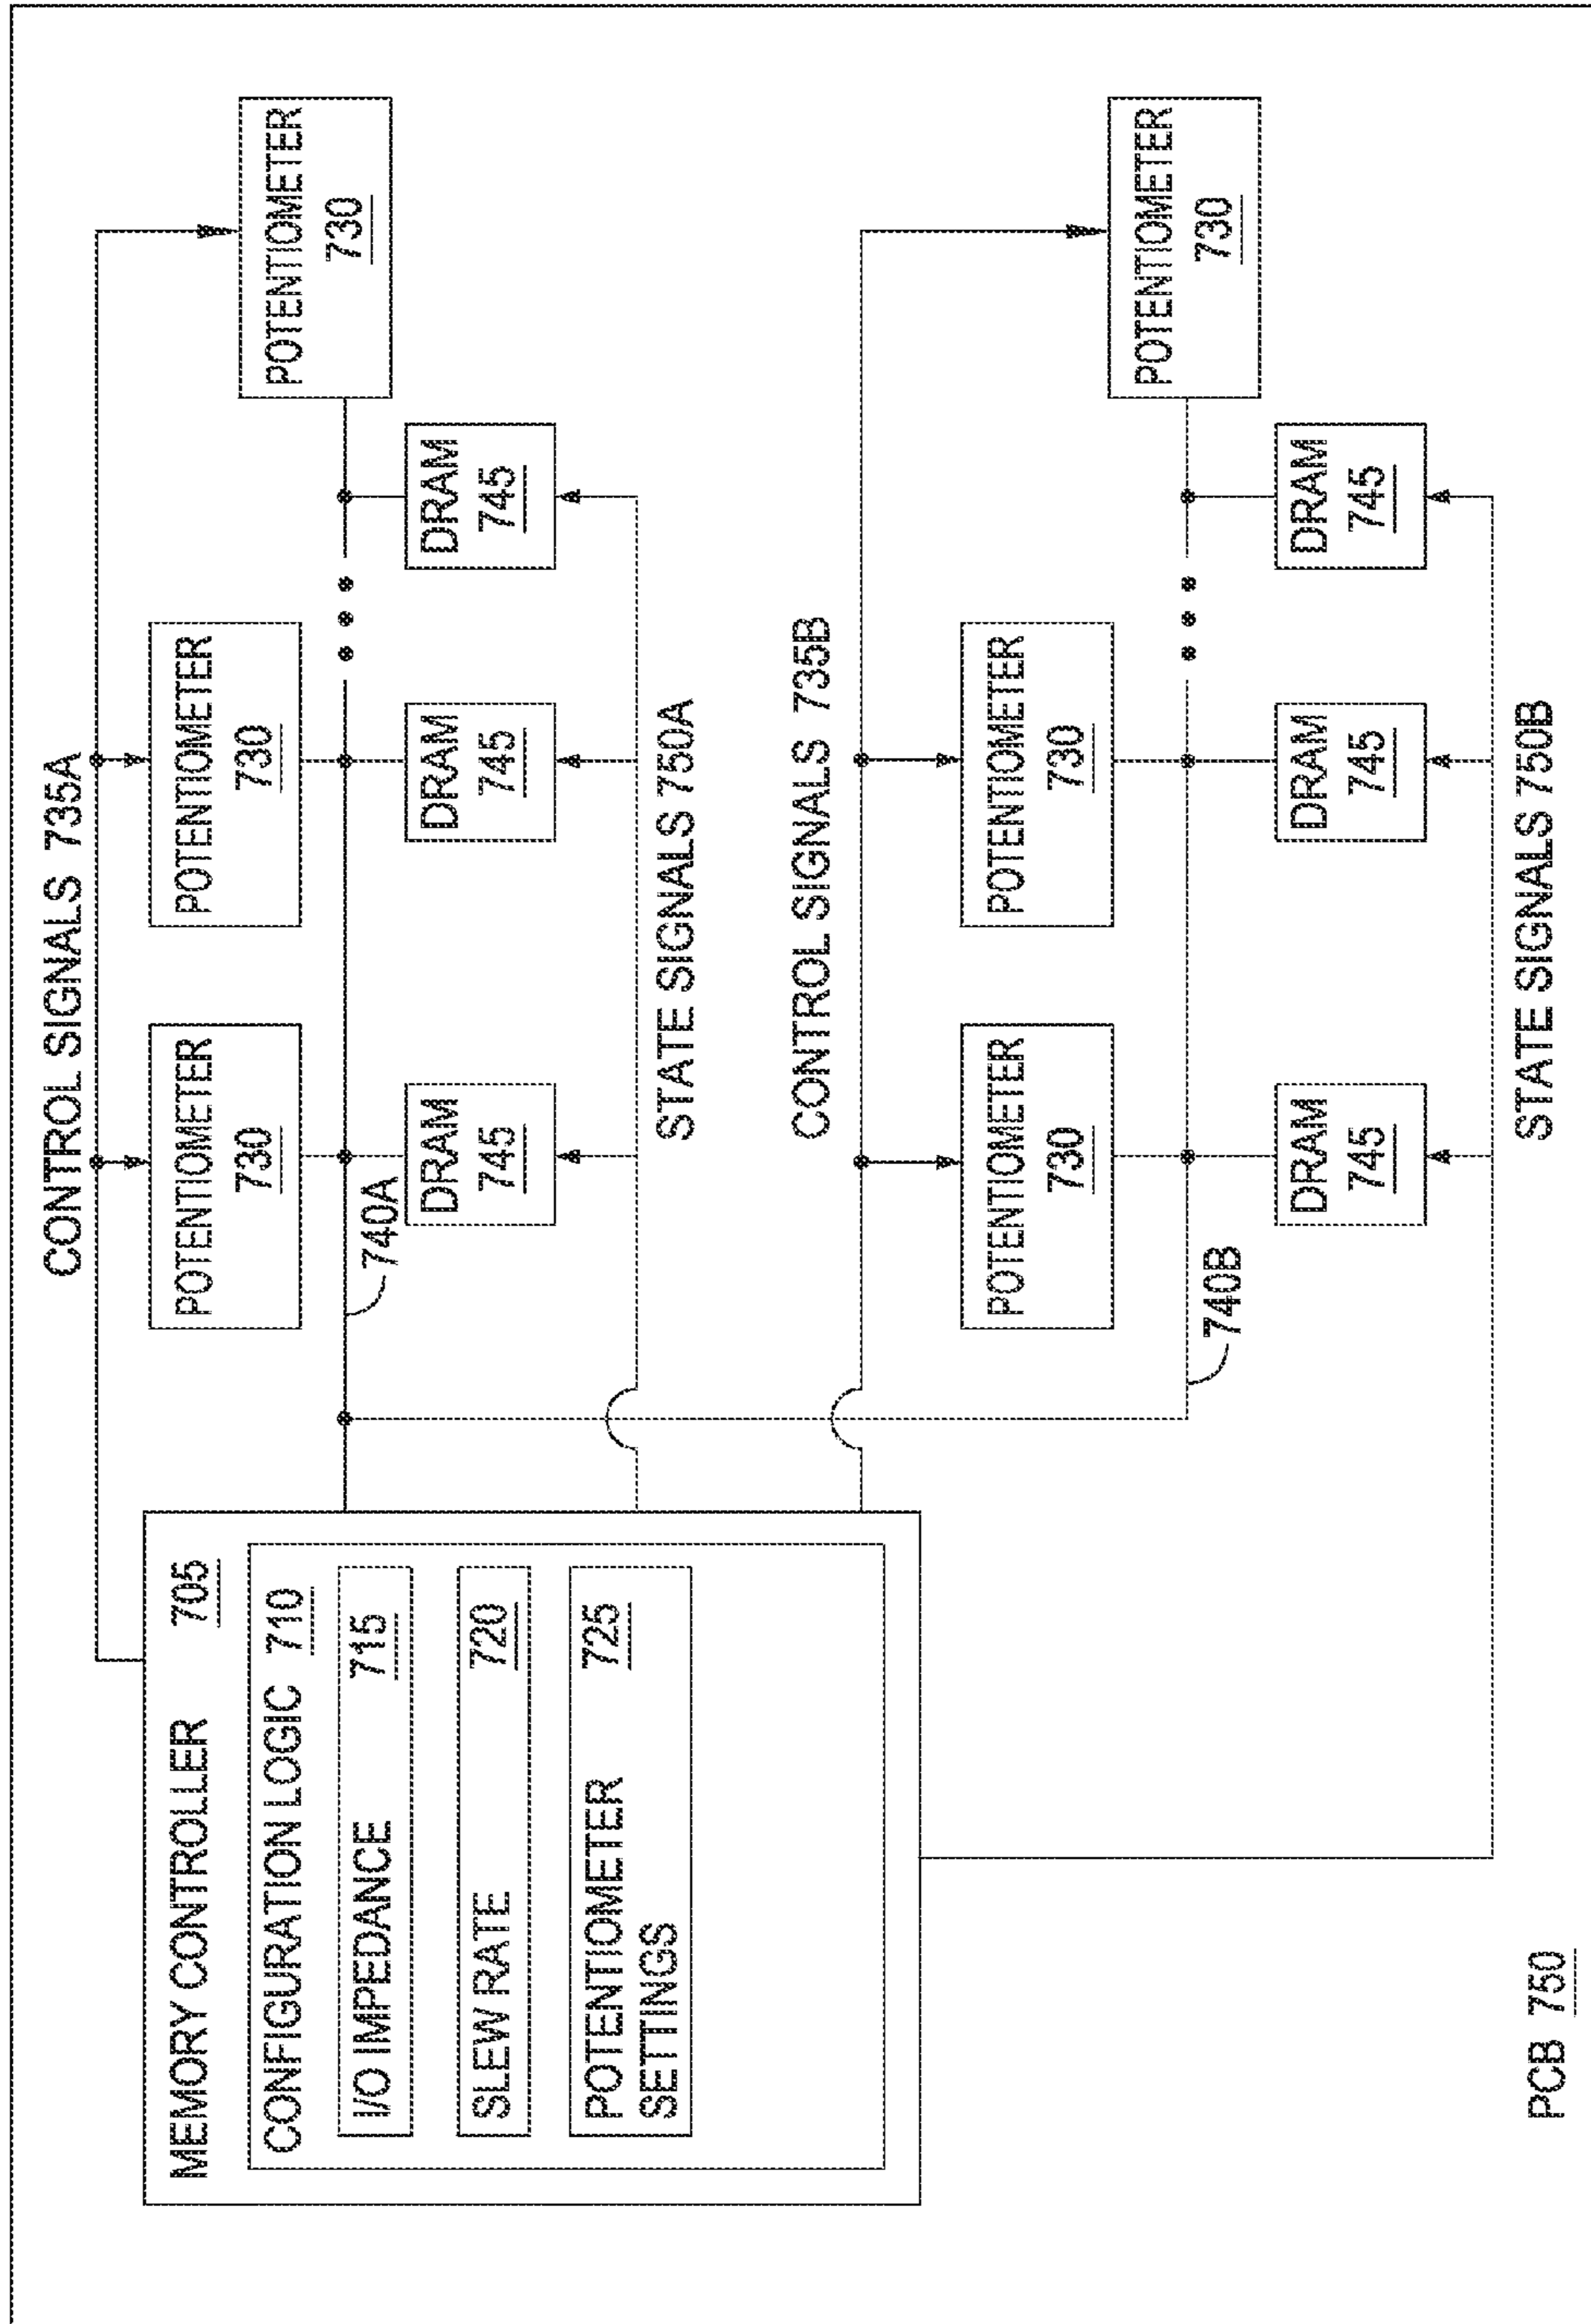 CONTROL SIGNALS 735A
POTENTIOMETER
730
POTENTIOMETER
730
POTENTIOMETER
730
740A
DRAM
745
DRAM
745
DRAM
745
STATE SIGNALS 750A
MEMORY CONTROLLER 705
CONFIGURATION LOGIC 710
I/O IMPEDANCE 715
SLEW RATE 720
POTENTIOMETER 725
SETTINGS
CONTROL SIGNALS 735B
POTENTIOMETER
730
POTENTIOMETER
730
POTENTIOMETER
730
740B
DRAM
745
DRAM
745
DRAM
745
STATE SIGNALS 750B
PCB 750